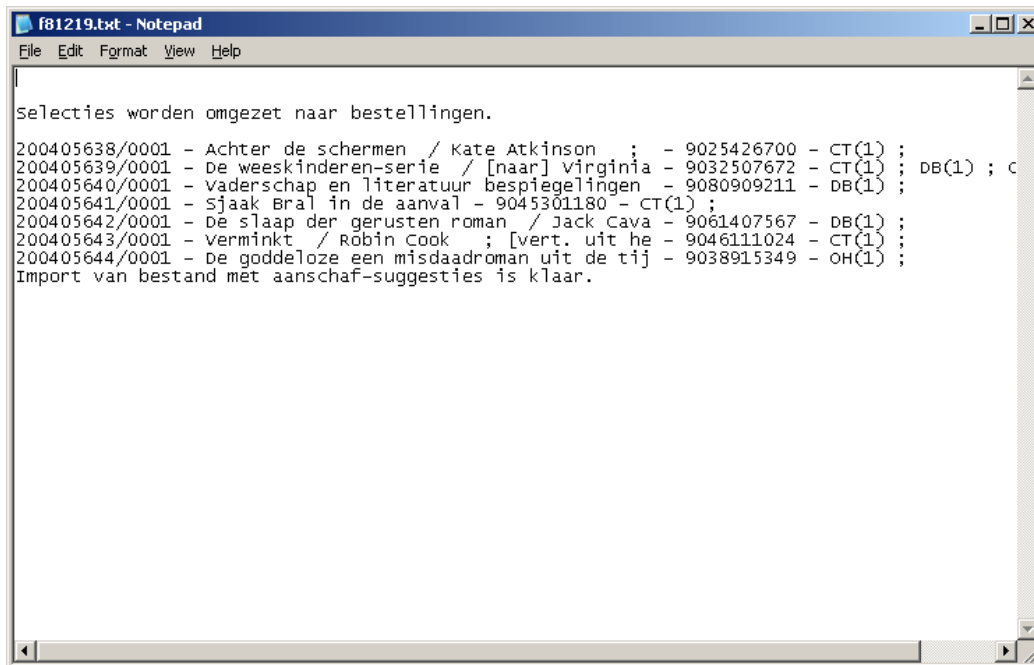 f81219.txt - Notepad
File Edit Format View Help
Selecties worden omgezet naar bestellingen.
200405638/0001 - Achter de schermen  / Kate Atkinson   ;  - 9025426700 - CT(1) ;
200405639/0001 - De weeskinderen-serie  / [naar] Virginia - 9032507672 - CT(1) ; DB(1) ; C
200405640/0001 - Vaderschap en literatuur bespiegelingen  - 9080909211 - DB(1) ;
200405641/0001 - Sjaak Bral in de aanval - 9045301180 - CT(1) ;
200405642/0001 - De slaap der gerusten roman  / Jack Cava - 9061407567 - DB(1) ;
200405643/0001 - Verminkt  / Robin Cook   ; [vert. uit he - 9046111024 - CT(1) ;
200405644/0001 - De goddeloze een misdaadroman uit de tij - 9038915349 - OH(1) ;
Import van bestand met aanschaf-suggesties is klaar.